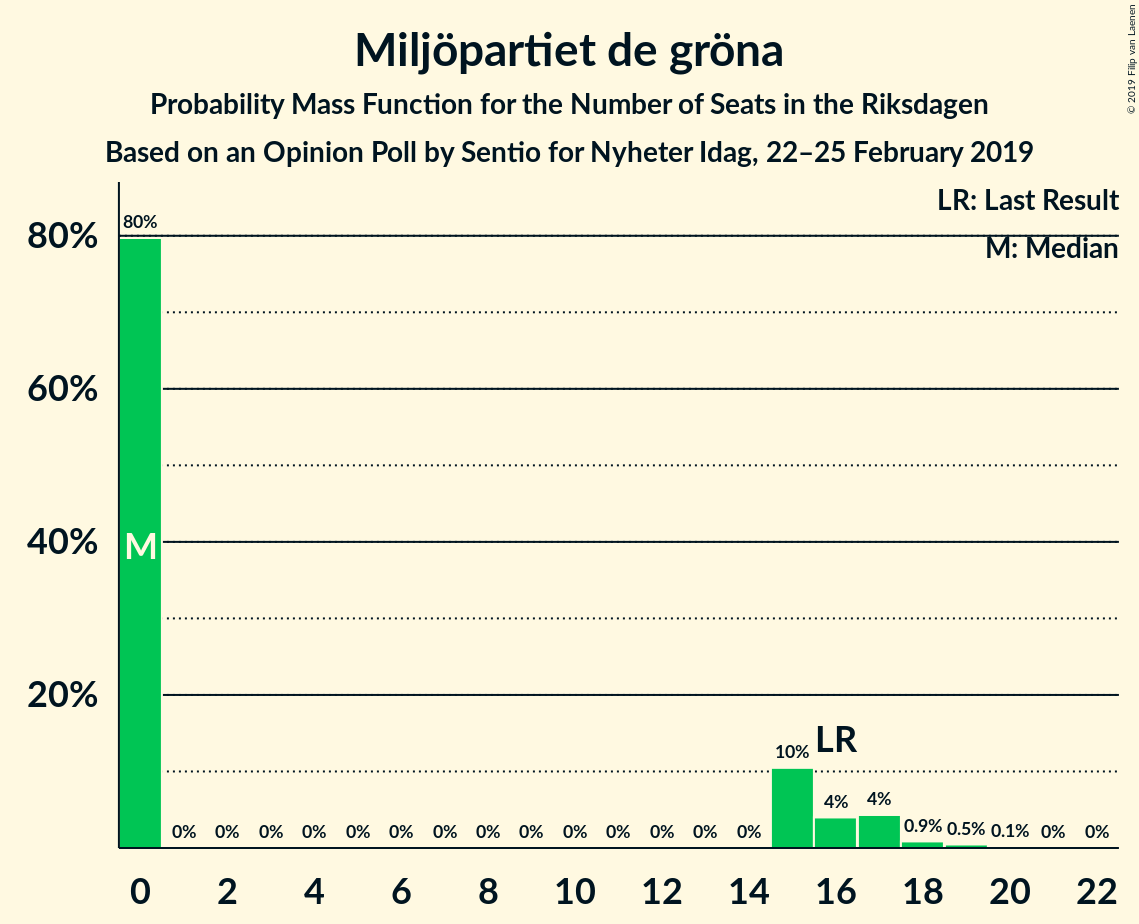 Miljöpartiet de gröna
Probability Mass Function for the Number of Seats in the Riksdagen
Based on an Opinion Poll by Sentio for Nyheter Idag, 22–25 February 2019
© 2019 Filip van Laenen
LR: Last Result
M: Median
80%
60%
40%
20%
80%
M
0% 0% 0% 0% 0% 0% 0% 0% 0% 0% 0% 0% 0% 0% 10% 4% 4% 0.9% 0.5% 0.1% 0% 0%
LR
0 2 4 6 8 10 12 14 16 18 20 22